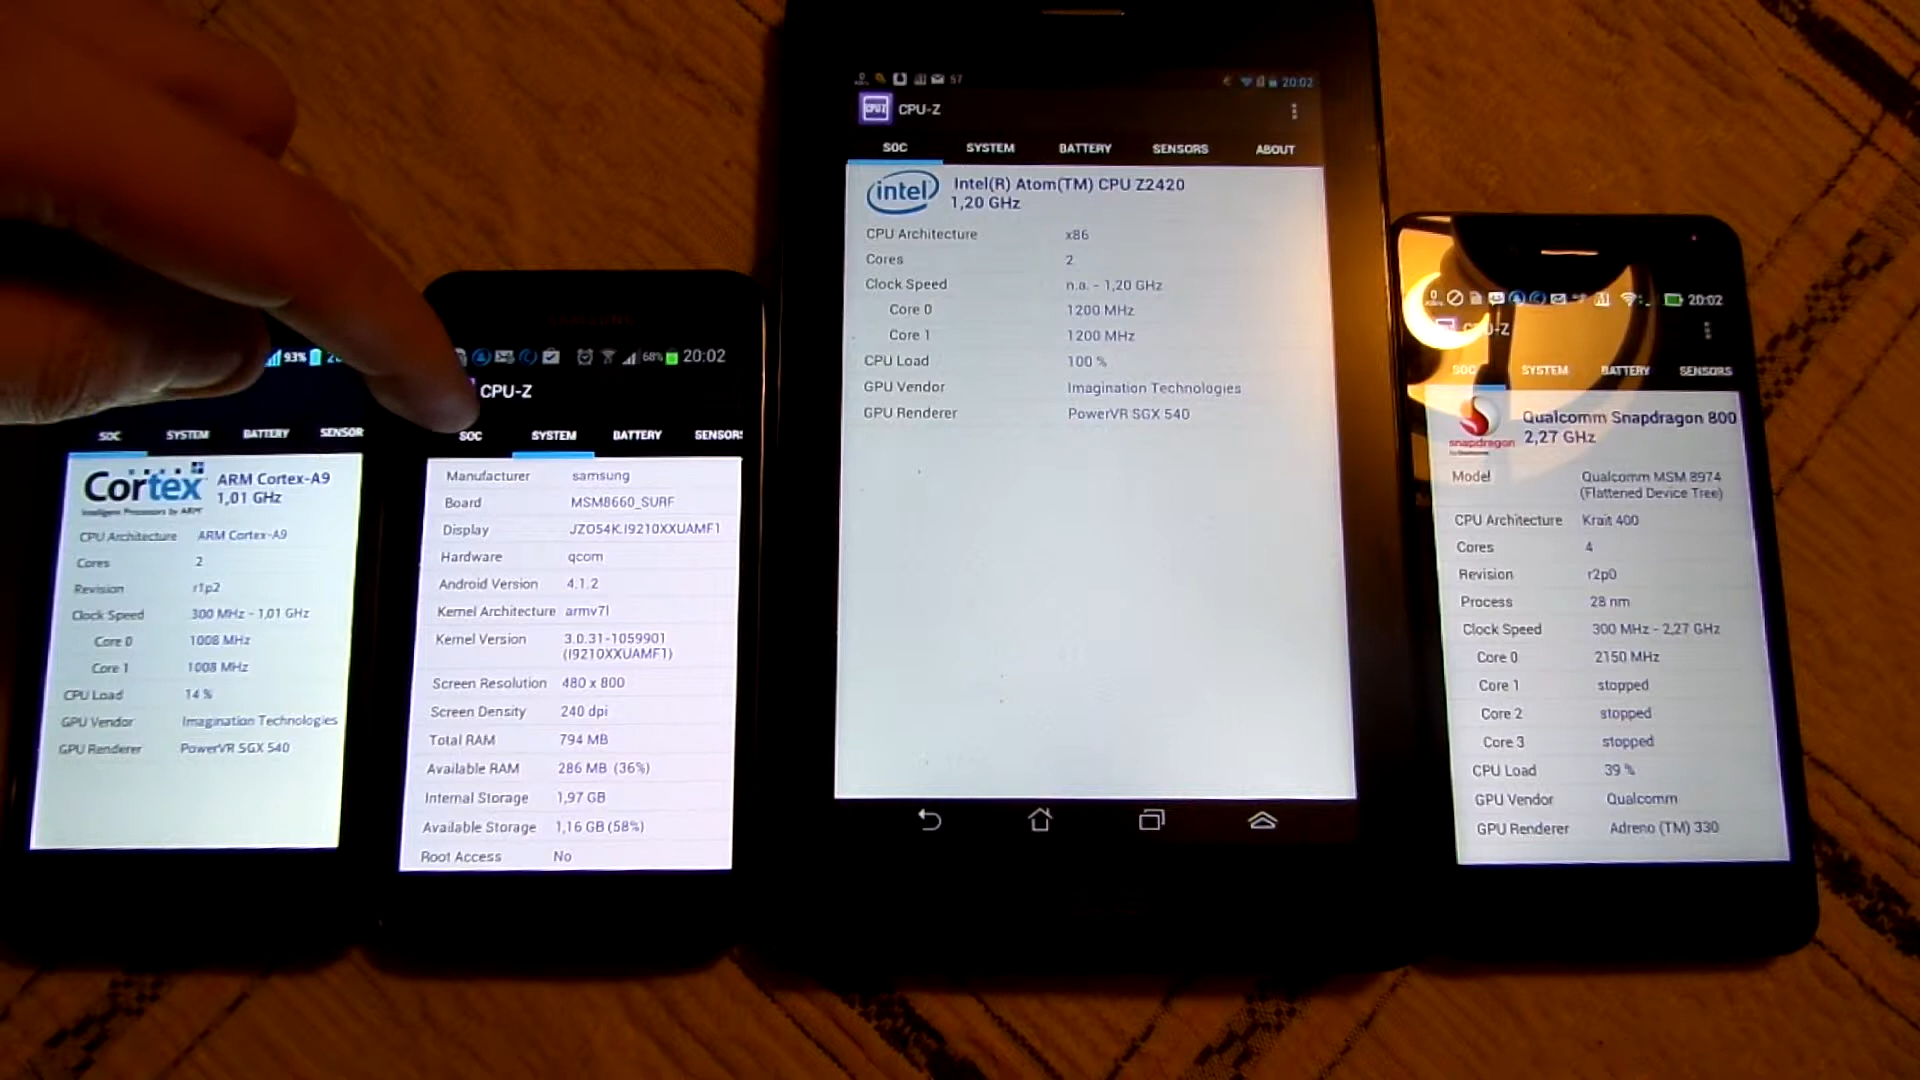 93%
SOC SYSTEM BATTERY SENSOR
Cortex
Intelligent Processors by ARM
ARM Cortex-A9
1,01 GHz
CPU Architecture ARM Cortex-A9
Cores 2
Revision r1p2
Clock Speed 300 MHz - 1,01 GHz
Core 0 1008 MHz
Core 1 1008 MHz
CPU Load 14 %
GPU Vendor Imagination Technologies
GPU Renderer PowerVR SGX 540
SAMSUNG
68% 20:02
CPU-Z
SOC SYSTEM BATTERY SENSORS
Manufacturer samsung
Board MSM8660_SURF
Display JZO54K.I9210XXUAMF1
Hardware qcom
Android Version 4.1.2
Kernel Architecture armv7l
Kernel Version 3.0.31-1059901
(I9210XXUAMF1)
Screen Resolution 480 x 800
Screen Density 240 dpi
Total RAM 794 MB
Available RAM 286 MB (36%)
Internal Storage 1,97 GB
Available Storage 1,16 GB (58%)
Root Access No
57 20:02
CPU-Z
SOC SYSTEM BATTERY SENSORS ABOUT
intel
Intel(R) Atom(TM) CPU Z2420
1,20 GHz
CPU Architecture x86
Cores 2
Clock Speed n.a. - 1,20 GHz
Core 0 1200 MHz
Core 1 1200 MHz
CPU Load 100 %
GPU Vendor Imagination Technologies
GPU Renderer PowerVR SGX 540
20:02
CPU-Z
SOC SYSTEM BATTERY SENSORS
snapdragon
Qualcomm Snapdragon 800
2,27 GHz
Model Qualcomm MSM 8974
(Flattened Device Tree)
CPU Architecture Krait 400
Cores 4
Revision r2p0
Process 28 nm
Clock Speed 300 MHz - 2,27 GHz
Core 0 2150 MHz
Core 1 stopped
Core 2 stopped
Core 3 stopped
CPU Load 39 %
GPU Vendor Qualcomm
GPU Renderer Adreno (TM) 330